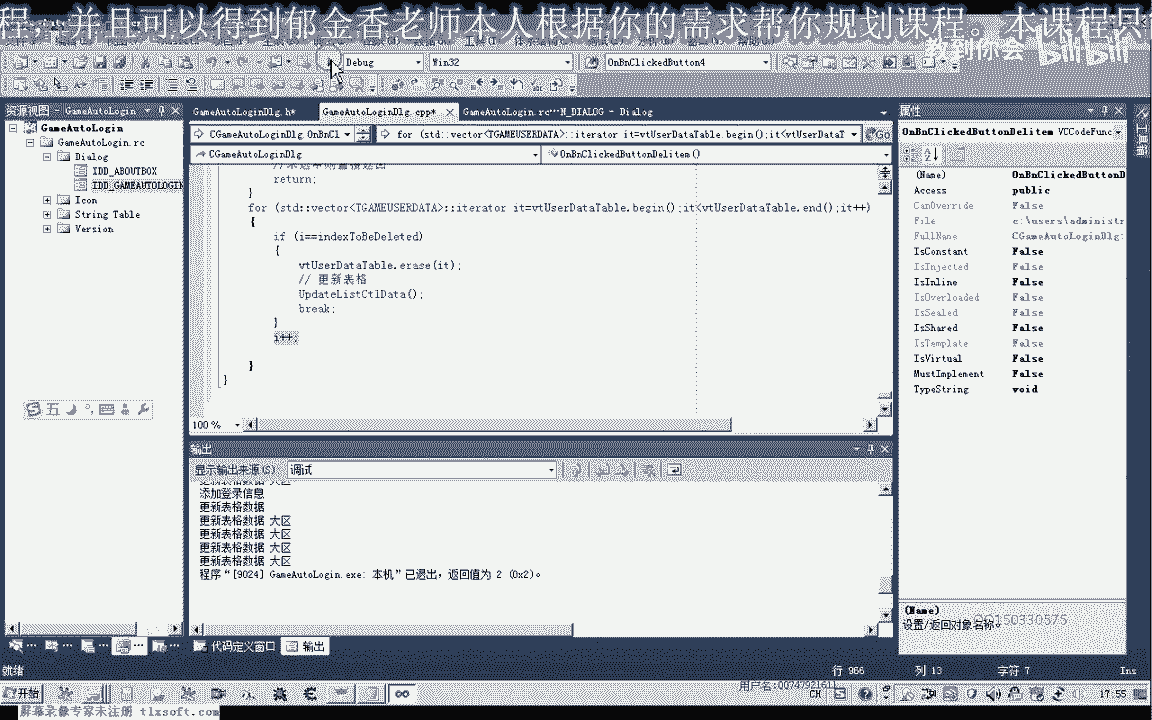 程，并且可以得到郁金香老师本人根据你的需求帮你规划课程。本课程只
教到你会 bilibili
Debug Win32 OnBnClickedButton4
资源视图 - GameAutoLogin
GameAutoLoginDlg.h* GameAutoLoginDlg.cpp* GameAutoLogin.rc...N_DIALOG - Dialog
属性
GameAutoLogin
GameAutoLogin.rc
Dialog
IDD_ABOUTBOX
IDD_GAMEAUTOLOGIN
Icon
String Table
Version
CGameAutoLoginDlg.OnBnCl for (std::vector<TGAMEUSERDATA>::iterator it=vtUserDataTable.begin();it<vtUserDataT Go
CGameAutoLoginDlg OnBnClickedButtonDelitem()
return;
}
for (std::vector<TGAMEUSERDATA>::iterator it=vtUserDataTable.begin();it<vtUserDataTable.end();it++)
{
if (i==indexToBeDeleted)
{
vtUserDataTable.erase(it);
// 更新表格
UpdateListCtlData();
break;
}
i++;
}
}
100 %
OnBnClickedButtonDelitem VCCodeFunc
(Name) OnBnClickedButtonD
Access public
CanOverride False
File c:\users\administr
FullName CGameAutoLoginDlg:
IsConstant False
IsInjected False
IsInline False
IsOverloaded False
IsSealed False
IsShared False
IsTemplate False
IsVirtual False
MustImplement False
TypeString void
(Name)
设置/返回对象名称。
输出
显示输出来源(S): 调试
更新表格数据 大区
添加登录信息
更新表格数据
更新表格数据 大区
更新表格数据 大区
更新表格数据 大区
更新表格数据 大区
程序“[9024] GameAutoLogin.exe: 本机”已退出，返回值为 2 (0x2)。
代码定义窗口 输出
就绪 行 966 列 13 字符 7 Ins
开始 CH 17:55
屏幕录像专家未注册 tlxsoft.com